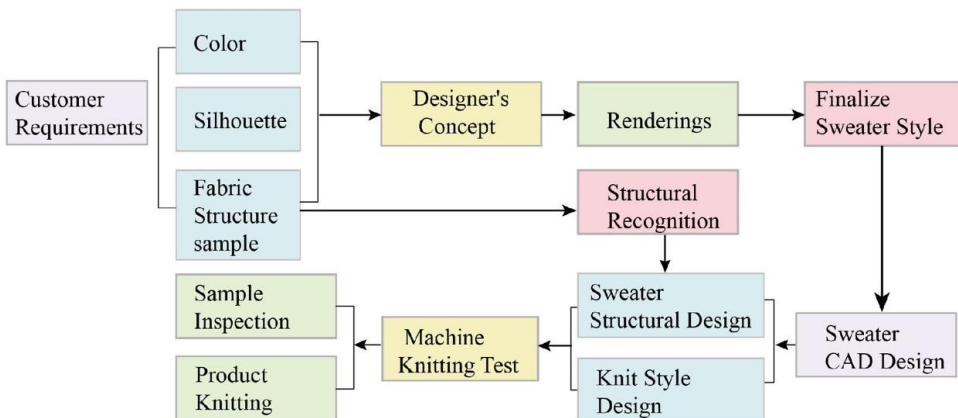 Color
Customer
Requirements
Silhouette
Fabric
Structure
sample
Designer's
Concept
Renderings
Finalize
Sweater Style
Structural
Recognition
Sweater
Structural Design
Knit Style
Design
Sweater
CAD Design
Machine
Knitting Test
Sample
Inspection
Product
Knitting